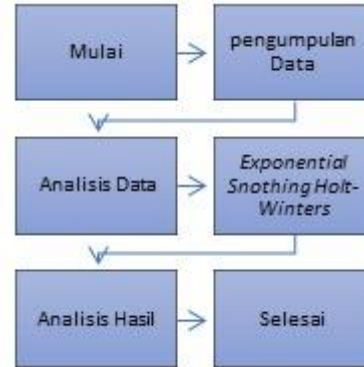 Mulai
pengumpulan
Data
Analisis Data
Exponential
Snothing Holt-
Winters
Analisis Hasil
Selesai